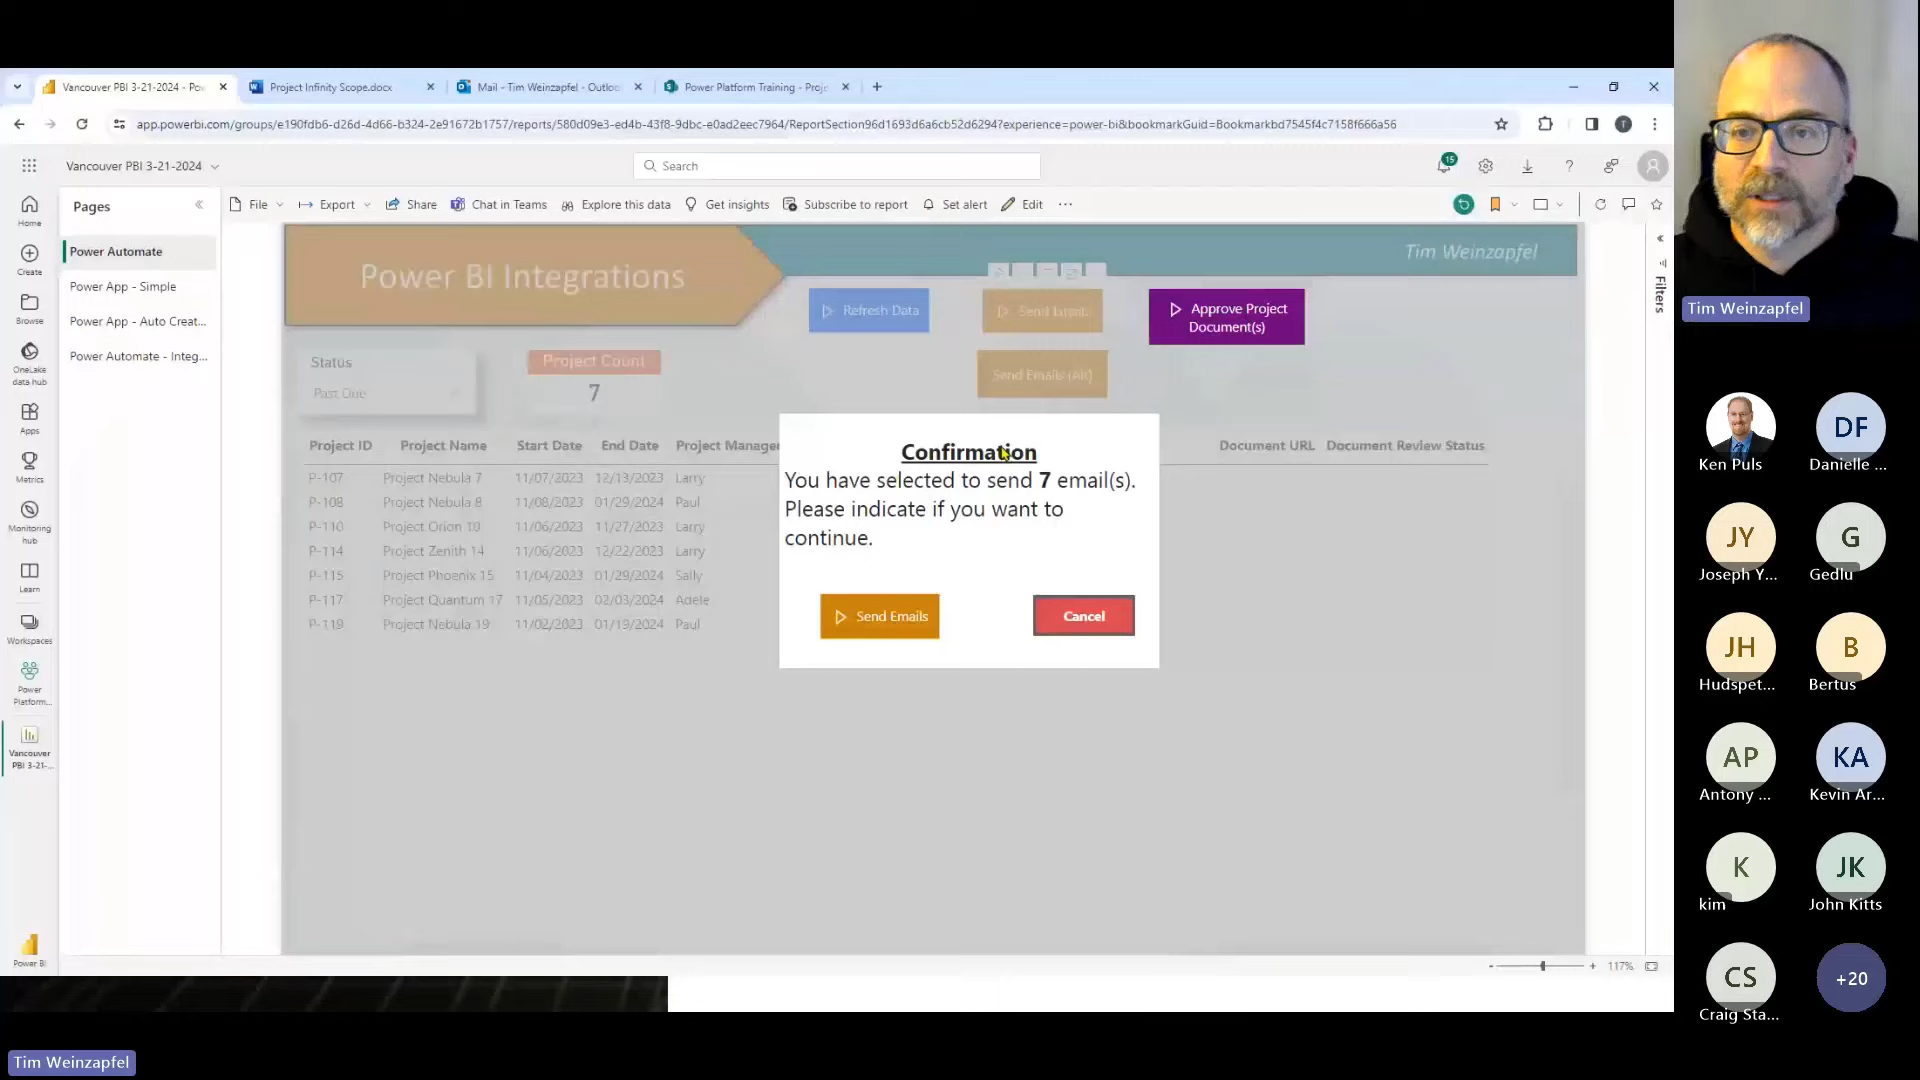 Vancouver PBI 3-21-2024 - Pow
Project Infinity Scope.docx
Mail - Tim Weinzapfel - Outloo
Power Platform Training - Proje
app.powerbi.com/groups/e190fdb6-d26d-4d66-b324-2e91672b1757/reports/580d09e3-ed4b-43f8-9dbc-e0ad2eec7964/ReportSection96d1693d6a6cb52d6294?experience=power-bi&bookmarkGuid=Bookmarkbd7545f4c7158f666a56
T
Vancouver PBI 3-21-2024
Search
15
Home
Create
Browse
OneLake
data hub
Apps
Metrics
Monitoring
hub
Learn
Workspaces
Power
Platform...
Vancouver
PBI 3-21-...
Power BI
Pages
Power Automate
Power App - Simple
Power App - Auto Creat...
Power Automate - Integ...
File
Export
Share
Chat in Teams
Explore this data
Get insights
Subscribe to report
Set alert
Edit
Power BI Integrations
Tim Weinzapfel
Refresh Data
Send Emails
Approve Project
Document(s)
Send Emails (Alt)
Status
Past Due
Project Count
7
Project ID Project Name Start Date End Date Project Manager Document URL Document Review Status
P-107 Project Nebula 7 11/07/2023 12/13/2023 Larry
P-108 Project Nebula 8 11/08/2023 01/29/2024 Paul
P-110 Project Orion 10 11/06/2023 11/27/2023 Larry
P-114 Project Zenith 14 11/06/2023 12/22/2023 Larry
P-115 Project Phoenix 15 11/04/2023 01/29/2024 Sally
P-117 Project Quantum 17 11/05/2023 02/03/2024 Adele
P-119 Project Nebula 19 11/02/2023 01/19/2024 Paul
Confirmation
You have selected to send 7 email(s).
Please indicate if you want to
continue.
Send Emails
Cancel
Filters
117%
Tim Weinzapfel
Ken Puls
DF
Danielle ...
JY
Joseph Y...
G
Gedlu
JH
Hudspet...
B
Bertus
AP
Antony ...
KA
Kevin Ar...
K
kim
JK
John Kitts
CS
Craig Sta...
+20
Tim Weinzapfel